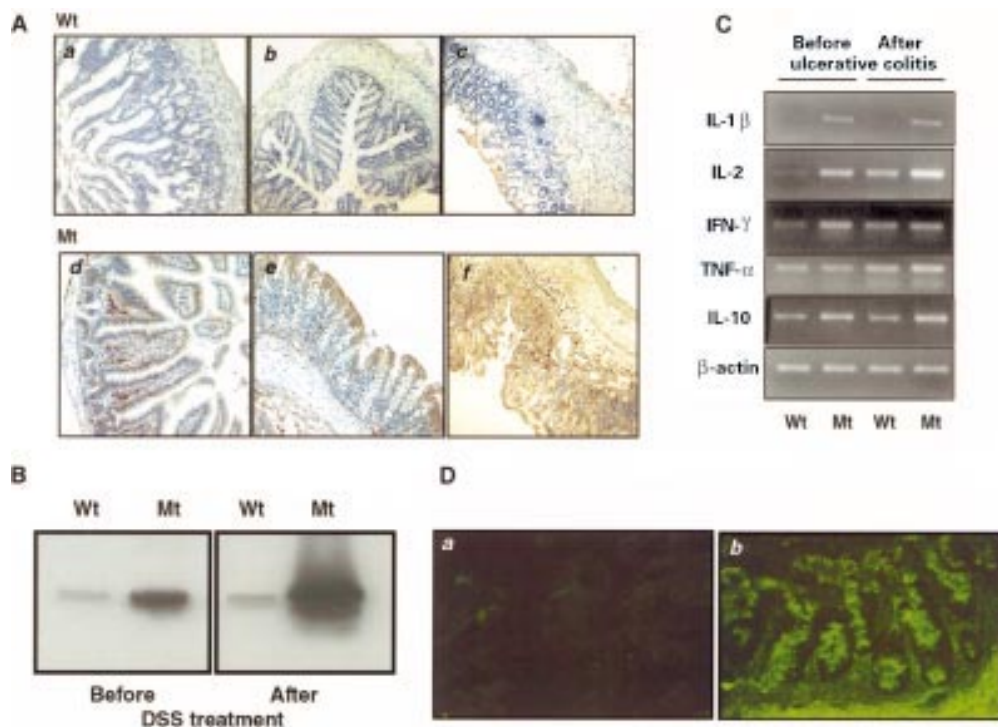 A
Wt
a
b
c
Mt
d
e
f
C
Before After
ulcerative colitis
IL-1 β
IL-2
IFN-γ
TNF-α
IL-10
β-actin
Wt Mt Wt Mt
B
Wt Mt Wt Mt
Before After
DSS treatment
D
a
b